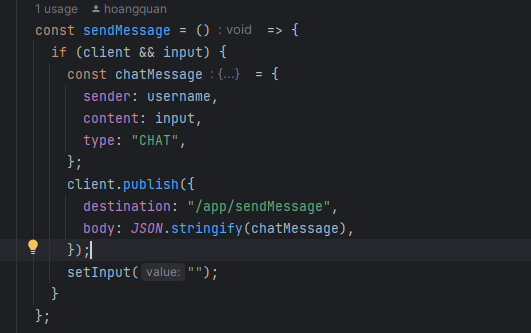 1 usage hoangquan
const sendMessage = () : void => {
if (client && input) {
const chatMessage : {...} = {
sender: username,
content: input,
type: "CHAT",
};
client.publish({
destination: "/app/sendMessage",
body: JSON.stringify(chatMessage),
});
setInput( value: "");
}
};